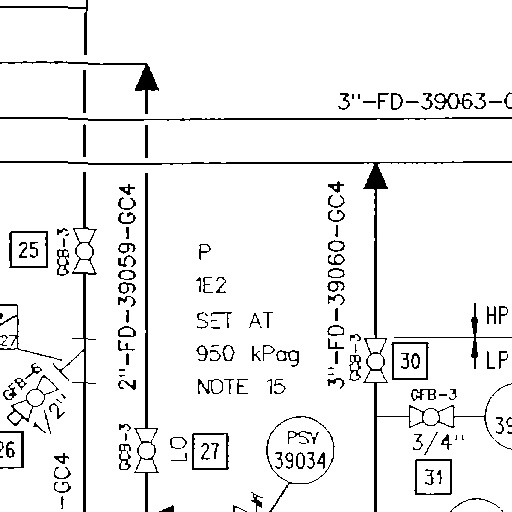 3"-FD-39063-
25
GCB-3
2"-FD-39059-GC4
P
1E2
SET AT
950 kPag
NOTE 15
3"-FD-39060-GC4
HP
LP
GCB-3
30
27
GFB-6
1/2"
26
-GC4
GCB-3
LO
27
PSV
39034
GFB-3
3/4"
31
39